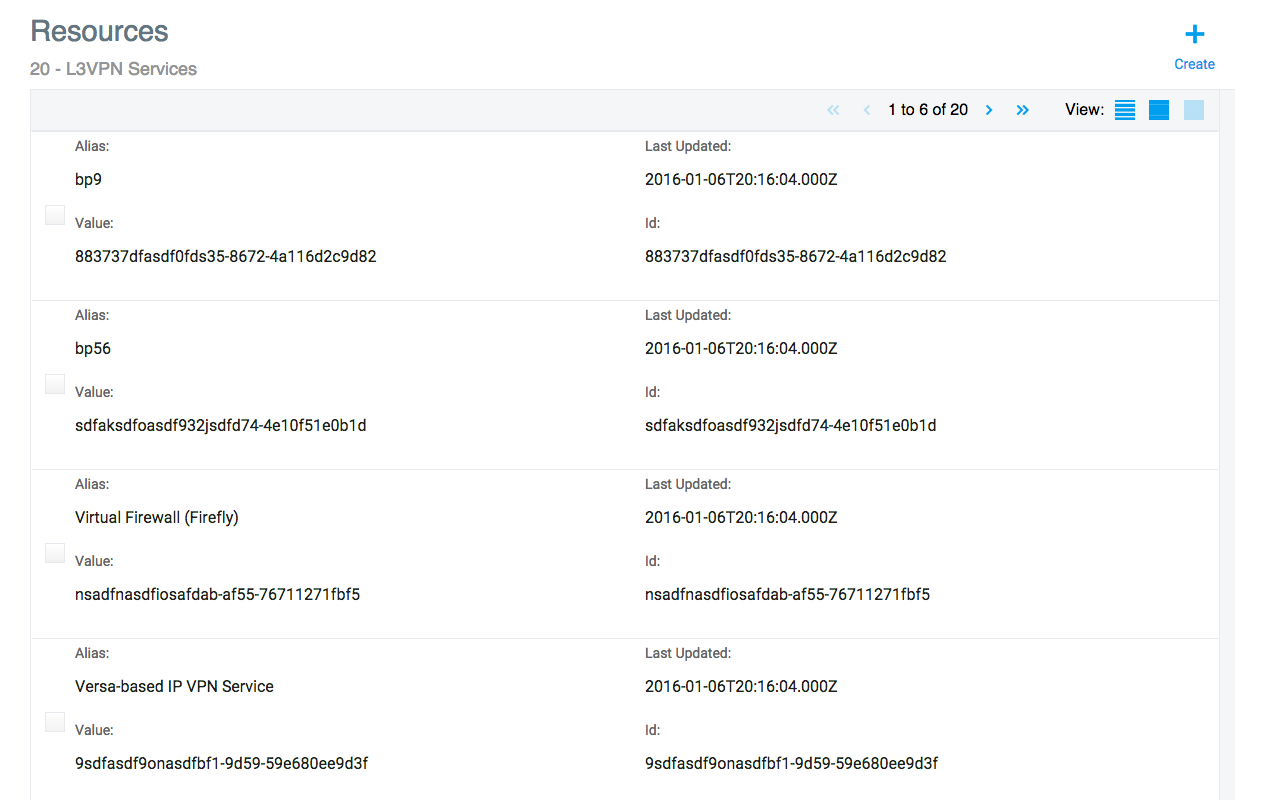 Resources
20 - L3VPN Services
Create
1 to 6 of 20
View:
Alias:
Last Updated:
bp9
2016-01-06T20:16:04.000Z
Value:
Id:
883737dfasdf0fds35-8672-4a116d2c9d82
883737dfasdf0fds35-8672-4a116d2c9d82
Alias:
Last Updated:
bp56
2016-01-06T20:16:04.000Z
Value:
Id:
sdfaksdfoasdf932jsdfd74-4e10f51e0b1d
sdfaksdfoasdf932jsdfd74-4e10f51e0b1d
Alias:
Last Updated:
Virtual Firewall (Firefly)
2016-01-06T20:16:04.000Z
Value:
Id:
nsadfnasdfiosafdab-af55-76711271fbf5
nsadfnasdfiosafdab-af55-76711271fbf5
Alias:
Last Updated:
Versa-based IP VPN Service
2016-01-06T20:16:04.000Z
Value:
Id:
9sdfasdf9onasdfbf1-9d59-59e680ee9d3f
9sdfasdf9onasdfbf1-9d59-59e680ee9d3f